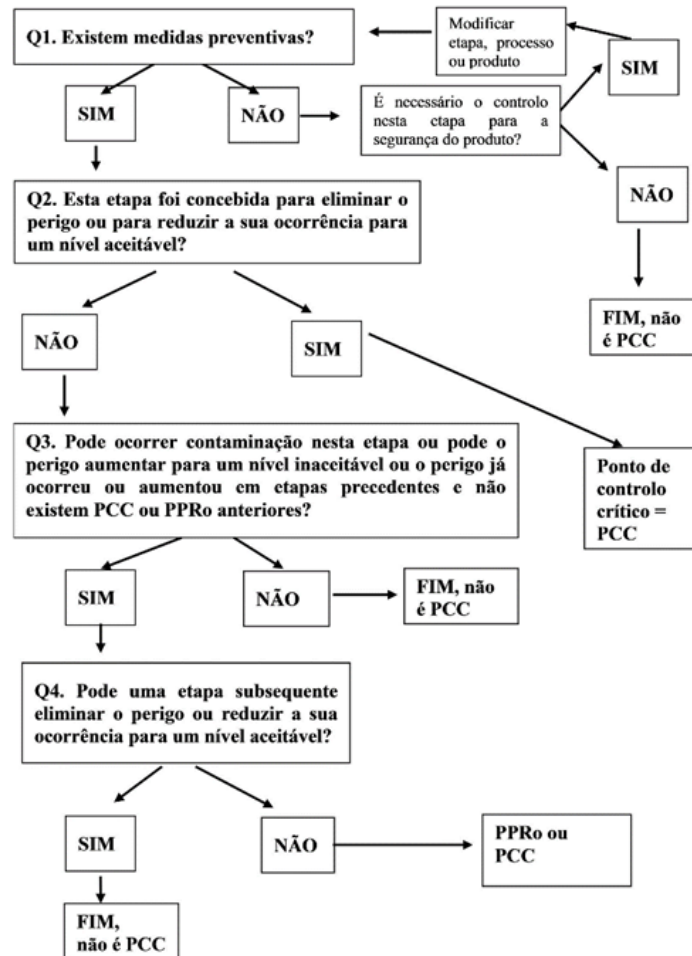 Q1. Existem medidas preventivas?
Modificar
etapa, processo
ou produto
SIM
SIM
NÃO
É necessário o controlo
nesta etapa para a
segurança do produto?
NÃO
Q2. Esta etapa foi concebida para eliminar o
perigo ou para reduzir a sua ocorrência para
um nível aceitável?
FIM, não
é PCC
NÃO
SIM
Q3. Pode ocorrer contaminação nesta etapa ou pode o
perigo aumentar para um nível inaceitável ou o perigo já
ocorreu ou aumentou em etapas precedentes e não
existem PCC ou PPRo anteriores?
Ponto de
controlo
crítico =
PCC
SIM
NÃO
FIM, não
é PCC
Q4. Pode uma etapa subsequente
eliminar o perigo ou reduzir a sua
ocorrência para um nível aceitável?
SIM
NÃO
PPRo ou
PCC
FIM,
não é PCC